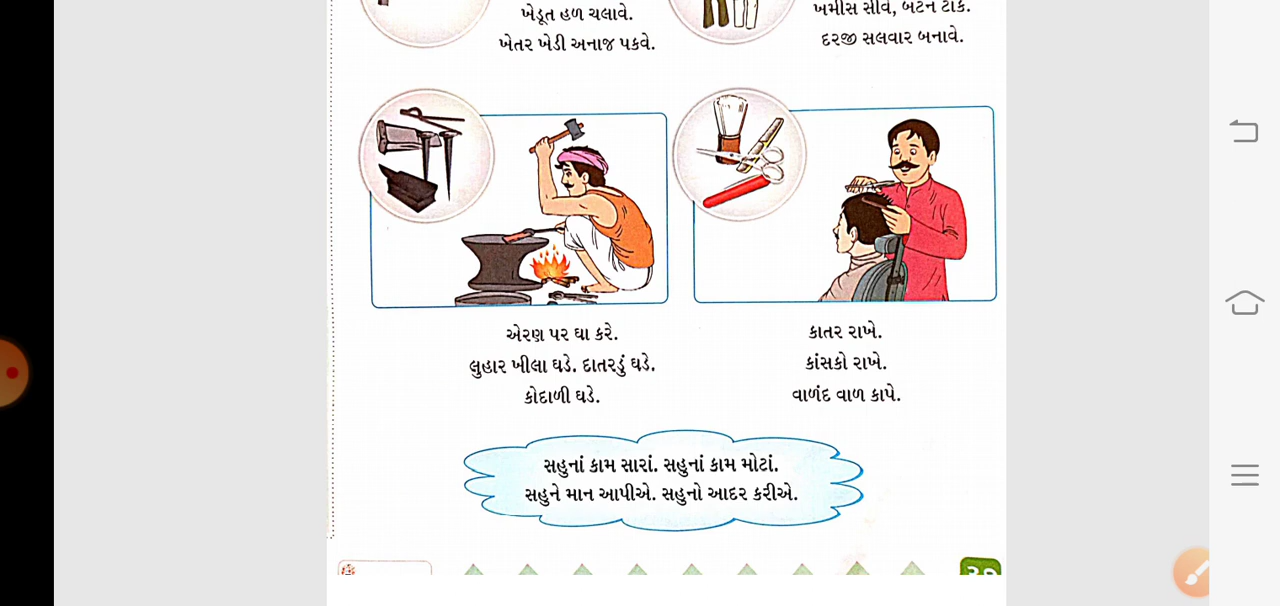 ખેડૂત હળ ચલાવે.
ખેતર ખેડી અનાજ પકવે.
ખમીસ સીવે, બટન ટાંકે.
દરજી સલવાર બનાવે.
એરણ પર ઘા કરે.
લુહાર ખીલા ઘડે. દાતરડું ઘડે.
કોદાળી ઘડે.
કાતર રાખે.
કાંસકો રાખે.
વાળંદ વાળ કાપે.
સહુનાં કામ સારાં. સહુનાં કામ મોટાં.
સહુને માન આપીએ. સહુનો આદર કરીએ.